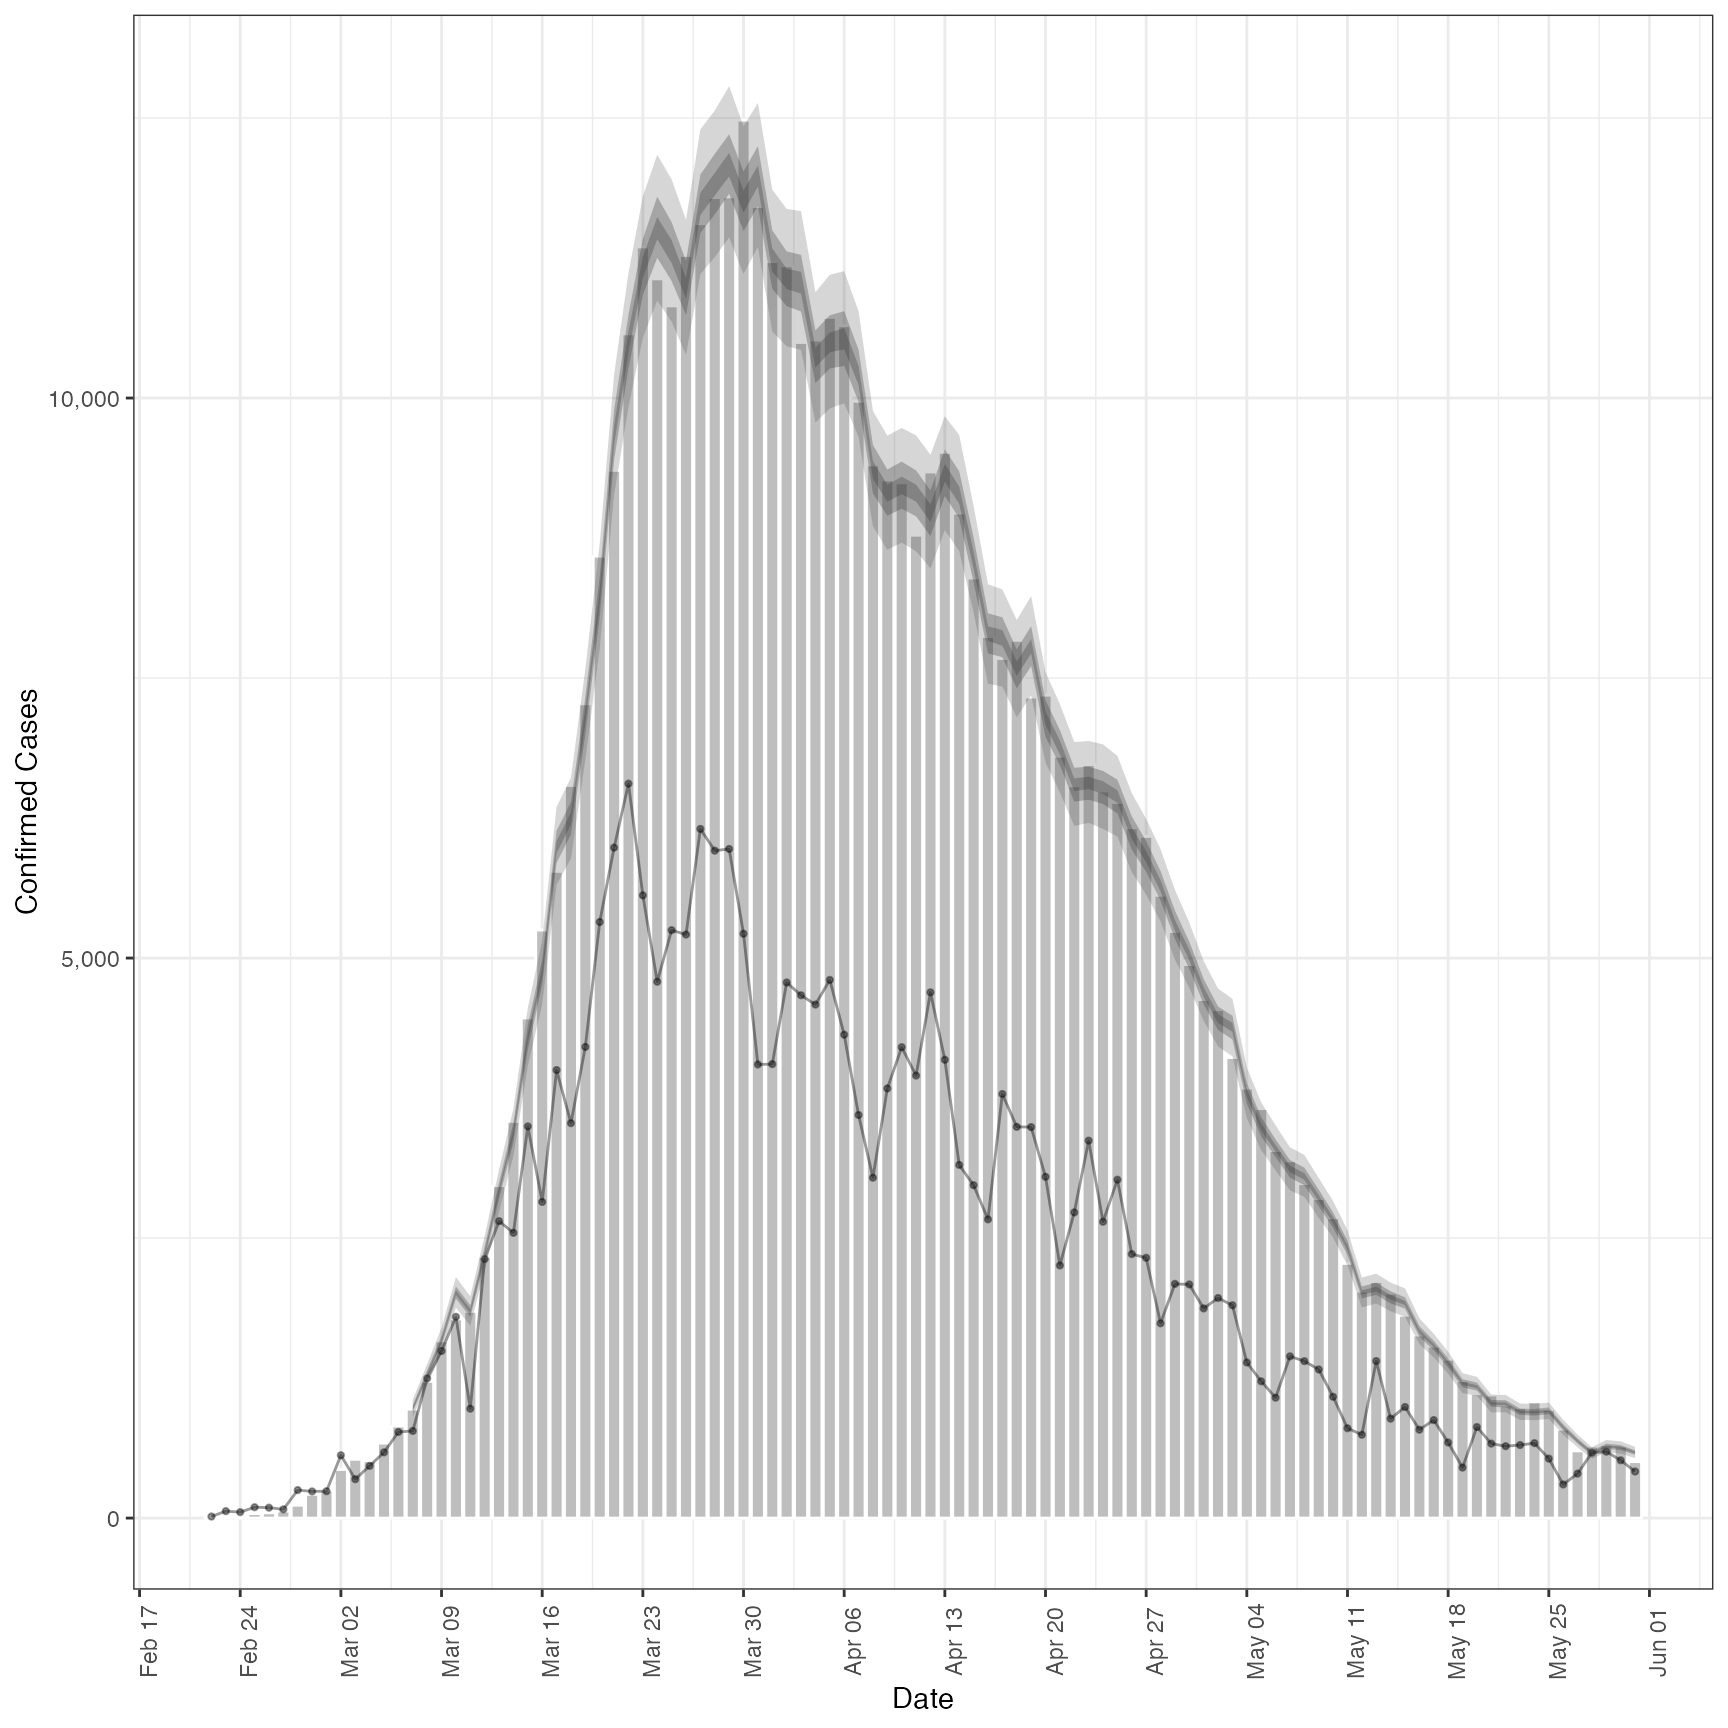 Confirmed Cases
10,000
5,000
0
Feb 17
Feb 24
Mar 02
Mar 09
Mar 16
Mar 23
Mar 30
Apr 06
Apr 13
Apr 20
Apr 27
May 04
May 11
May 18
May 25
Jun 01
Date